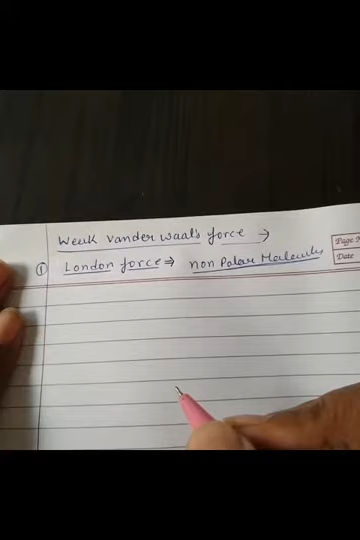 Weak Vander Waal's force →
① London force ⇒ non Polar Molecules
Page N
Date